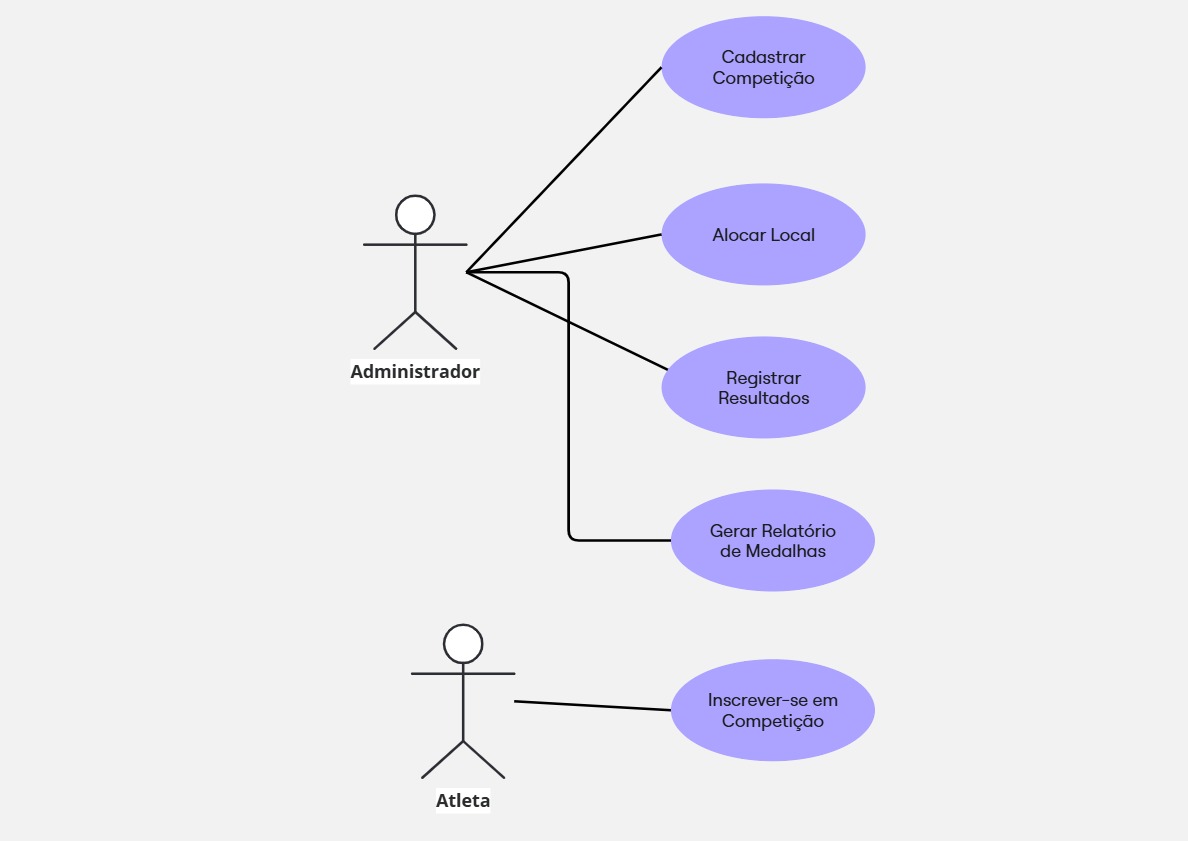 Cadastrar
Competição
Alocar Local
Administrador
Registrar
Resultados
Gerar Relatório
de Medalhas
Inscrever-se em
Competição
Atleta